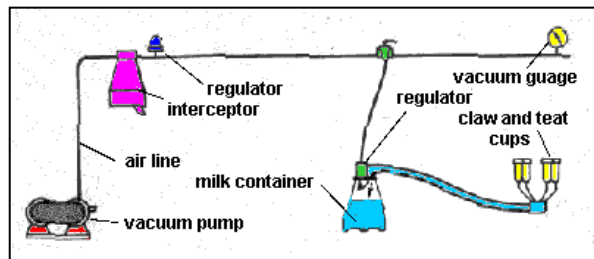 regulator
interceptor
vacuum guage
regulator
claw and teat
cups
air line
milk container
vacuum pump